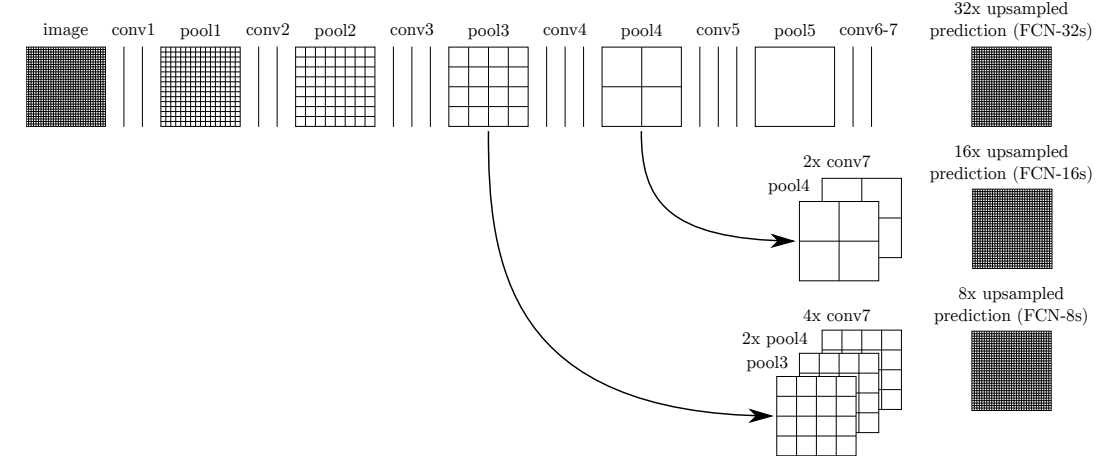 image
conv1
pool1
conv2
pool2
conv3
pool3
conv4
pool4
conv5
pool5
conv6-7
32x upsampled
prediction (FCN-32s)
2x conv7
pool4
16x upsampled
prediction (FCN-16s)
4x conv7
2x pool4
pool3
8x upsampled
prediction (FCN-8s)